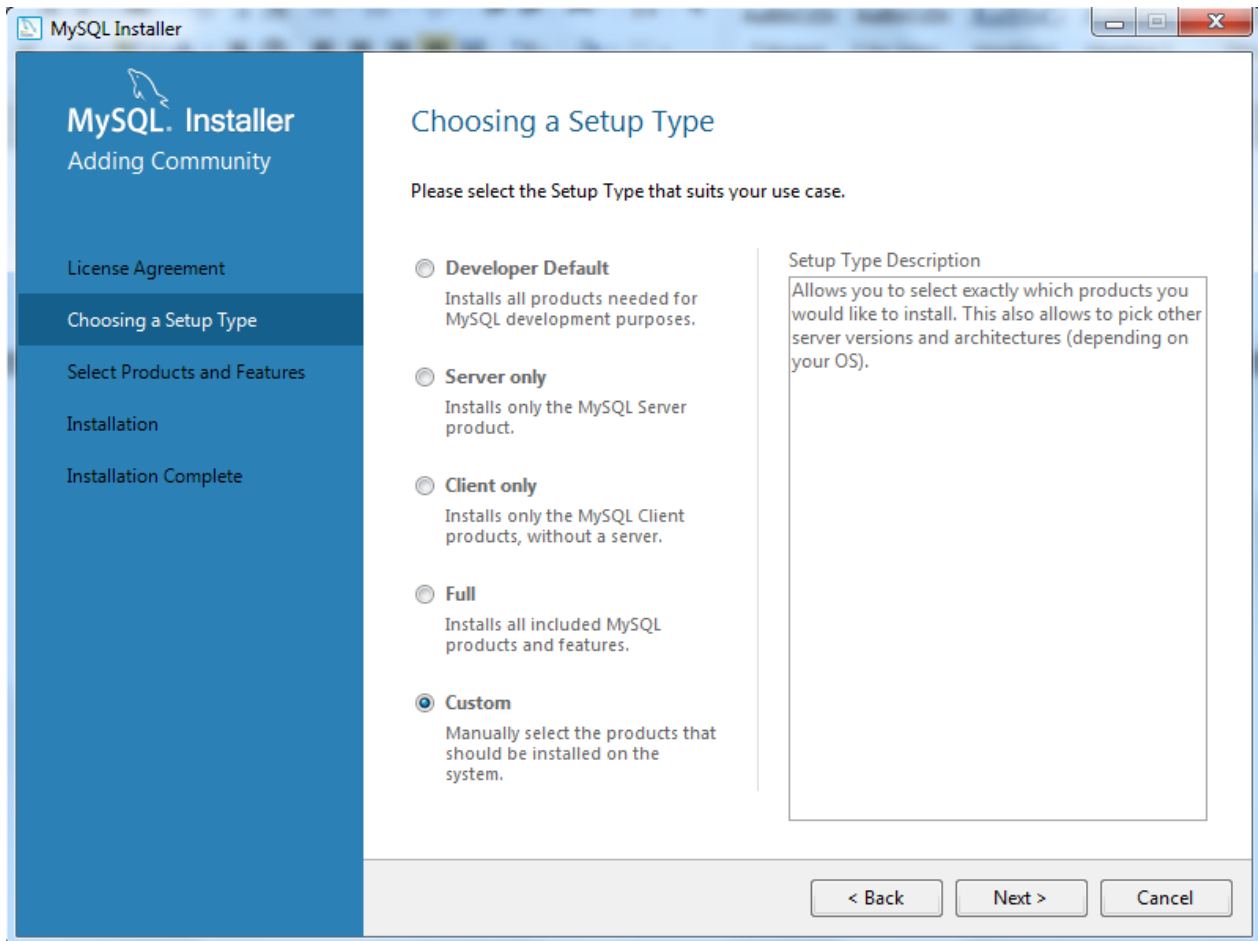 MySQL Installer
MySQL. Installer
Adding Community
License Agreement
Choosing a Setup Type
Select Products and Features
Installation
Installation Complete
Choosing a Setup Type
Please select the Setup Type that suits your use case.
Developer Default
Installs all products needed for
MySQL development purposes.
Server only
Installs only the MySQL Server
product.
Client only
Installs only the MySQL Client
products, without a server.
Full
Installs all included MySQL
products and features.
Custom
Manually select the products that
should be installed on the
system.
Setup Type Description
Allows you to select exactly which products you
would like to install. This also allows to pick other
server versions and architectures (depending on
your OS).
< Back
Next >
Cancel